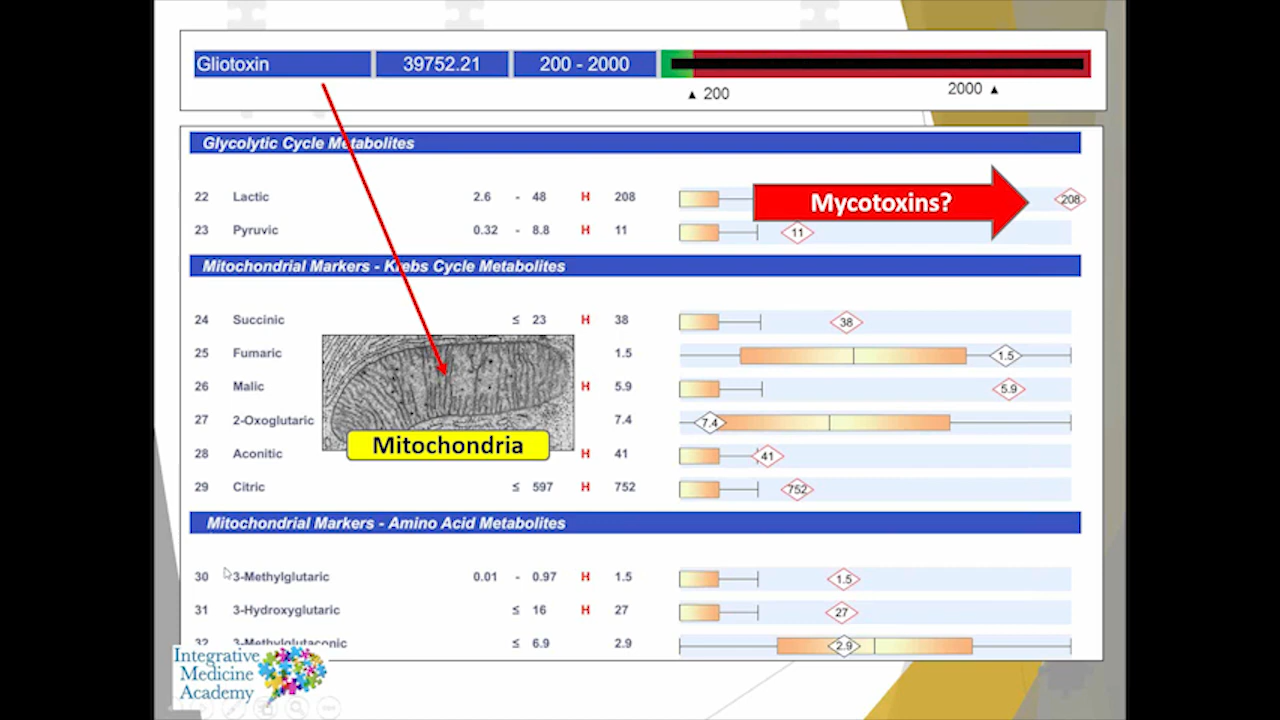 Gliotoxin 39752.21 200 - 2000
▲ 200 2000 ▲
Glycolytic Cycle Metabolites
22 Lactic 2.6 - 48 H 208 Mycotoxins? 208
23 Pyruvic 0.32 - 8.8 H 11 11
Mitochondrial Markers - Krebs Cycle Metabolites
24 Succinic ≤ 23 H 38 38
25 Fumaric 1.5 1.5
26 Malic H 5.9 5.9
27 2-Oxoglutaric 7.4 7.4
Mitochondria
28 Aconitic H 41 41
29 Citric ≤ 597 H 752 752
Mitochondrial Markers - Amino Acid Metabolites
30 3-Methylglutaric 0.01 - 0.97 H 1.5 1.5
31 3-Hydroxyglutaric ≤ 16 H 27 27
32 3-Methylglutaconic ≤ 6.9 2.9 2.9
Integrative
Medicine
Academy